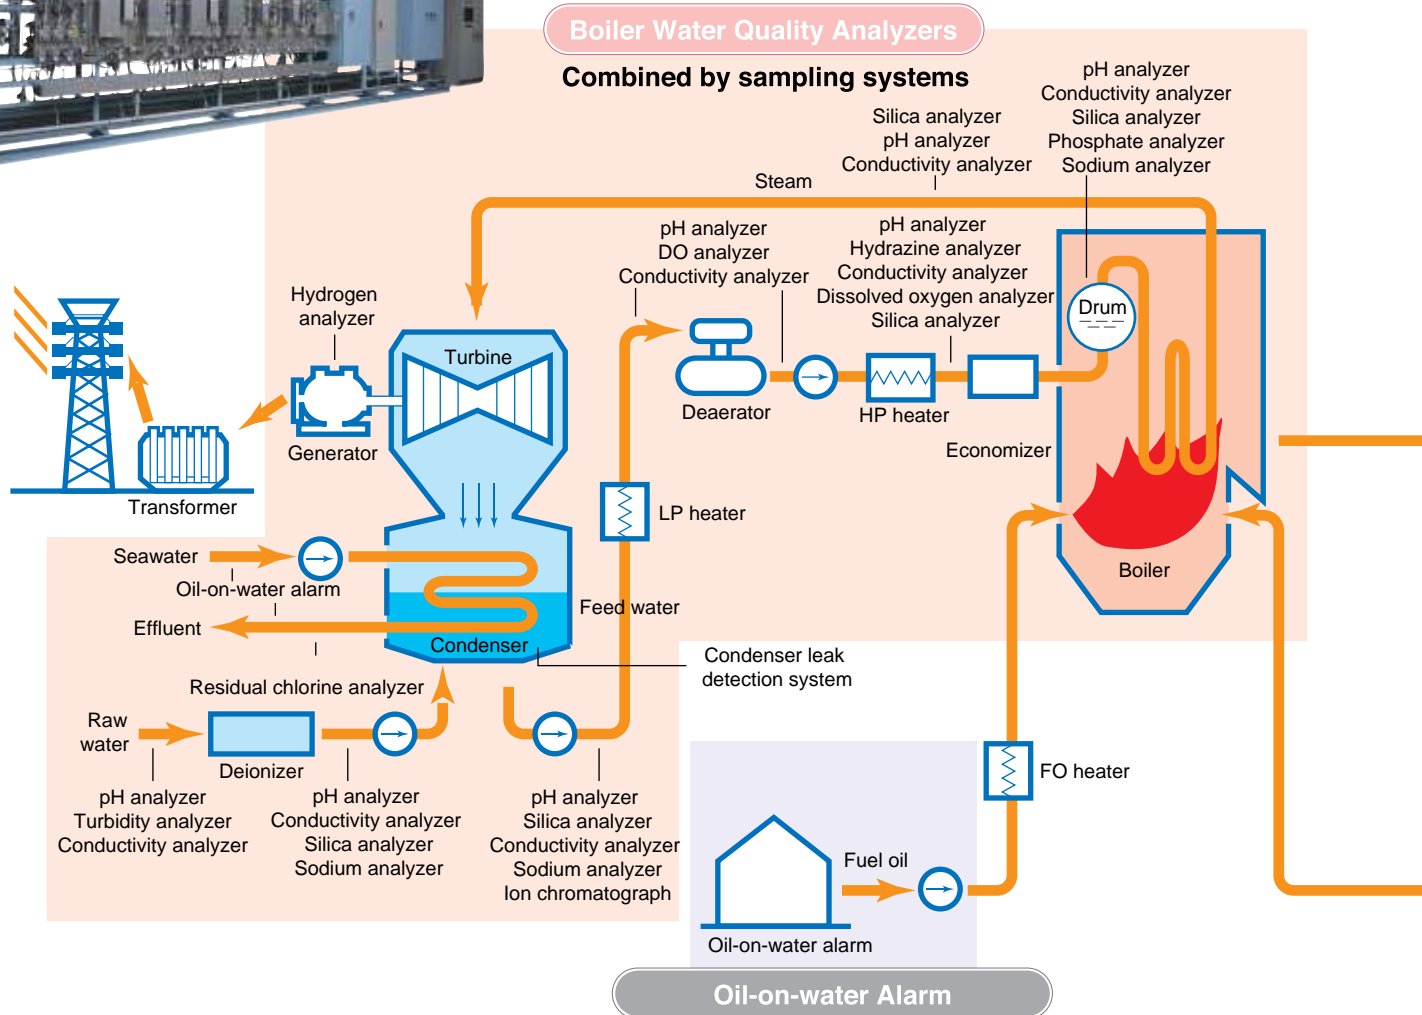 Boiler Water Quality Analyzers
Combined by sampling systems
pH analyzer
Conductivity analyzer
Silica analyzer
Phosphate analyzer
Sodium analyzer
Silica analyzer
pH analyzer
Conductivity analyzer
Steam
pH analyzer
DO analyzer
Conductivity analyzer
pH analyzer
Hydrazine analyzer
Conductivity analyzer
Dissolved oxygen analyzer
Silica analyzer
Hydrogen
analyzer
Drum
Turbine
Deaerator
HP heater
Economizer
Generator
Transformer
LP heater
Seawater
Oil-on-water alarm
Effluent
Feed water
Boiler
Condenser
Condenser leak
detection system
Residual chlorine analyzer
Raw
water
Deionizer
FO heater
pH analyzer
Turbidity analyzer
Conductivity analyzer
pH analyzer
Conductivity analyzer
Silica analyzer
Sodium analyzer
pH analyzer
Silica analyzer
Conductivity analyzer
Sodium analyzer
Ion chromatograph
Fuel oil
Oil-on-water alarm
Oil-on-water Alarm